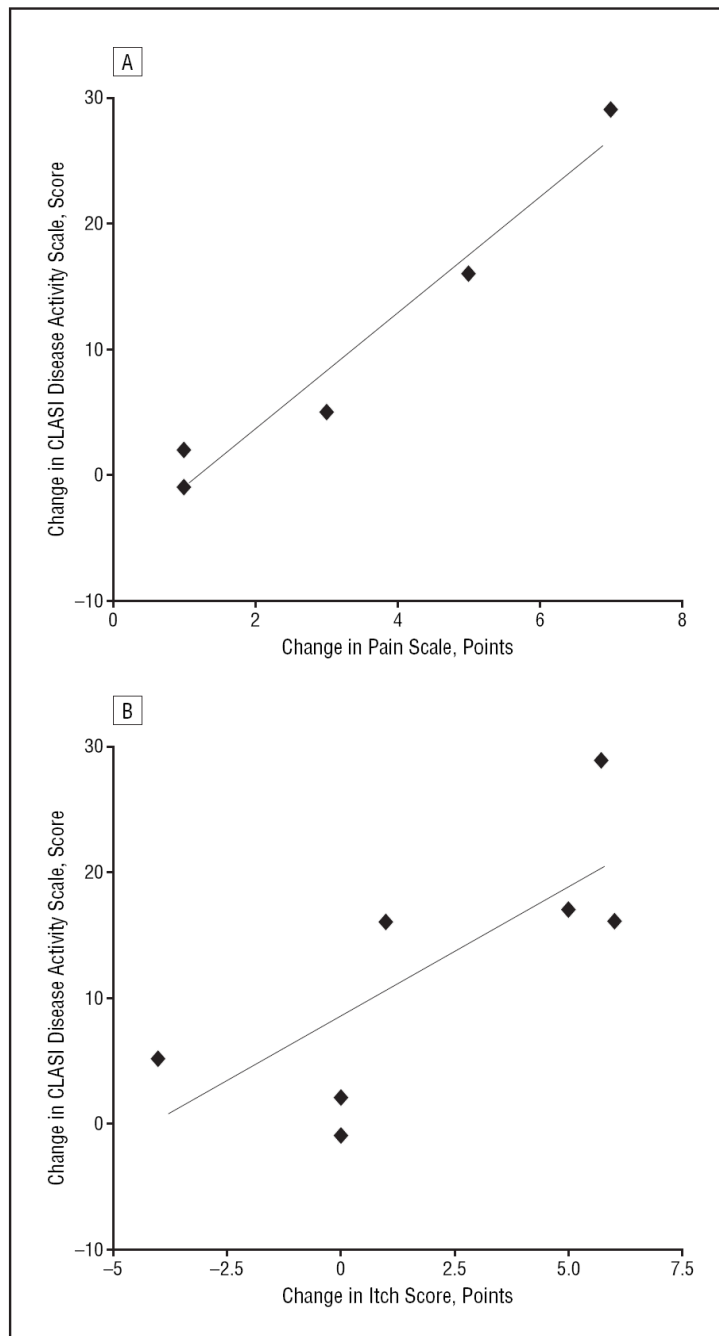 A
30
20
10
0
−10
Change in CLASI Disease Activity Scale, Score
0 2 4 6 8
Change in Pain Scale, Points
B
30
20
10
0
−10
Change in CLASI Disease Activity Scale, Score
−5 −2.5 0 2.5 5.0 7.5
Change in Itch Score, Points